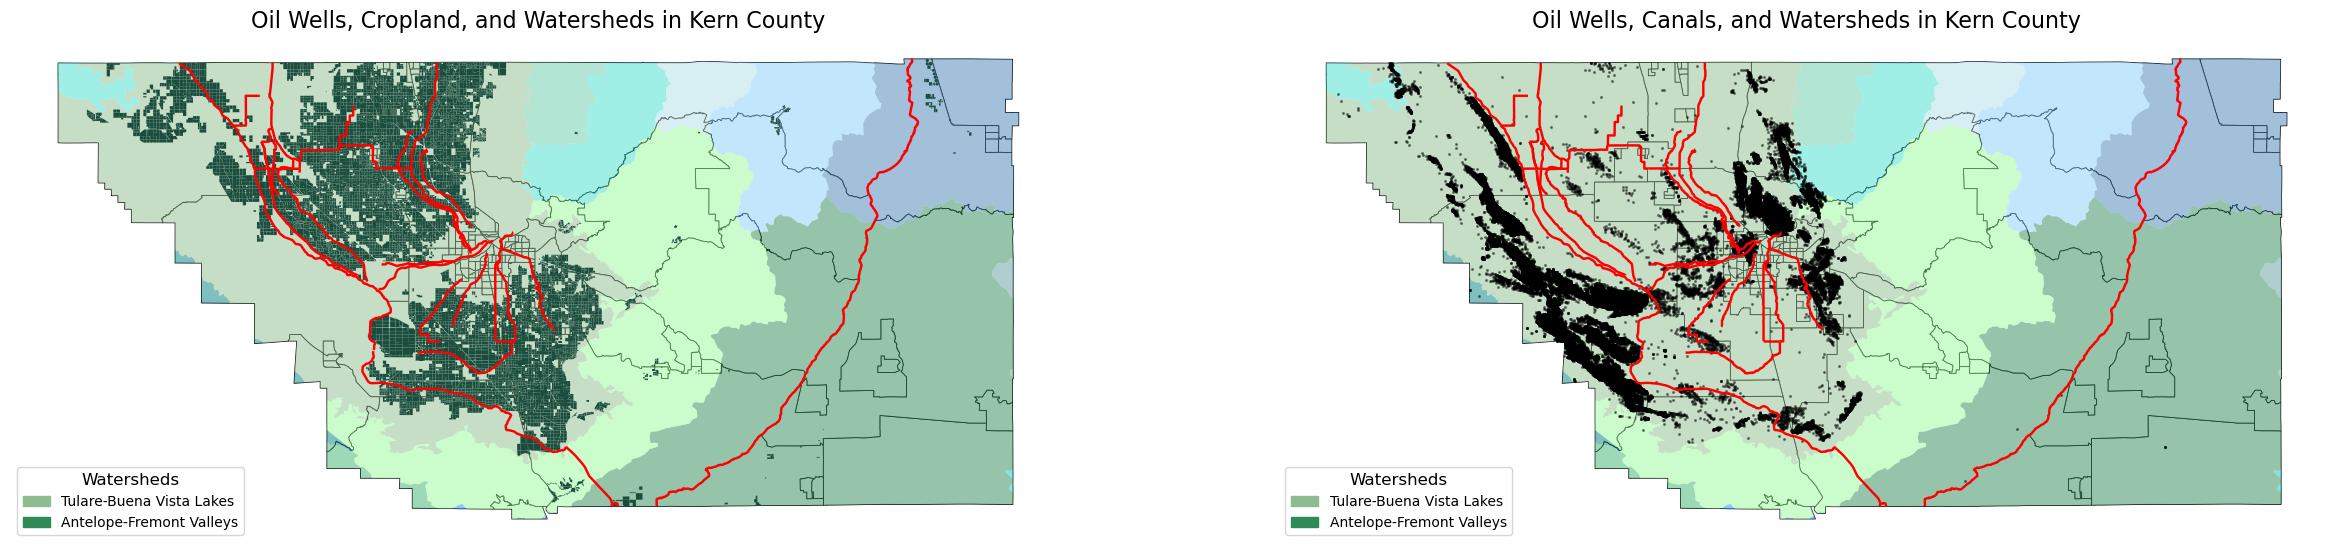 Oil Wells, Cropland, and Watersheds in Kern County
Watersheds
Tulare-Buena Vista Lakes
Antelope-Fremont Valleys
Oil Wells, Canals, and Watersheds in Kern County
Watersheds
Tulare-Buena Vista Lakes
Antelope-Fremont Valleys